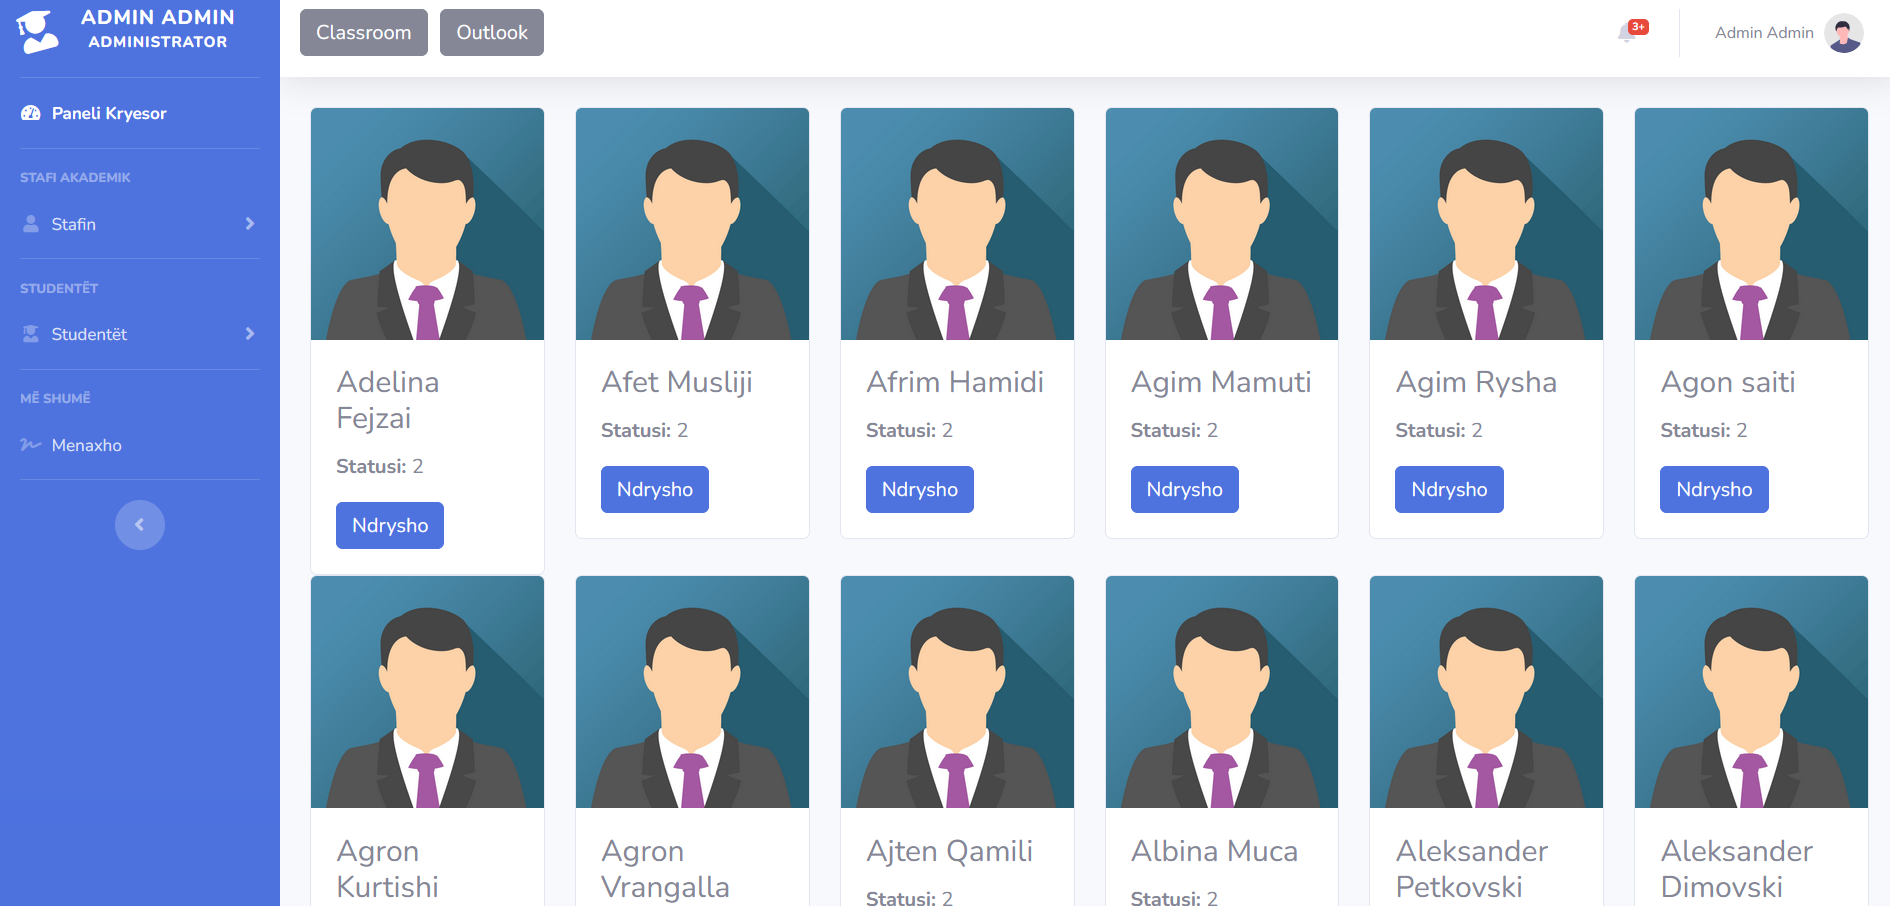 ADMIN ADMIN
ADMINISTRATOR
Paneli Kryesor
STAFI AKADEMIK
Stafin
STUDENTËT
Studentët
MË SHUMË
Menaxho
Classroom
Outlook
3+
Admin Admin
Adelina
Fejzai
Statusi: 2
Ndrysho
Afet Musliji
Statusi: 2
Ndrysho
Afrim Hamidi
Statusi: 2
Ndrysho
Agim Mamuti
Statusi: 2
Ndrysho
Agim Rysha
Statusi: 2
Ndrysho
Agon saiti
Statusi: 2
Ndrysho
Agron
Kurtishi
Agron
Vrangalla
Ajten Qamili
Statusi: 2
Albina Muca
Statusi: 2
Aleksander
Petkovski
Aleksander
Dimovski